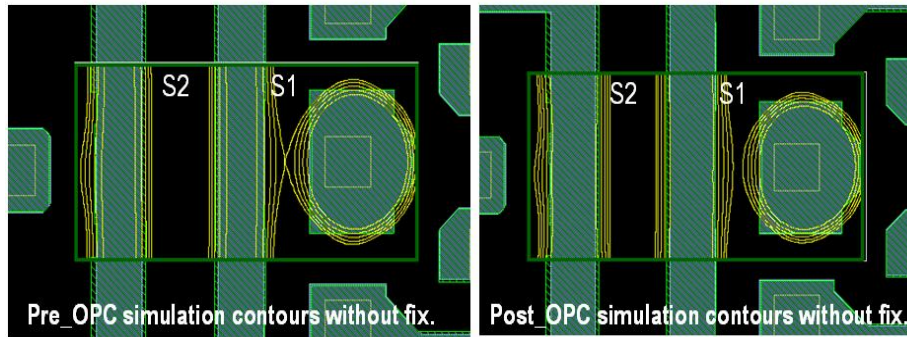 S2 S1
Pre_OPC simulation contours without fix.
S2 S1
Post_OPC simulation contours without fix.